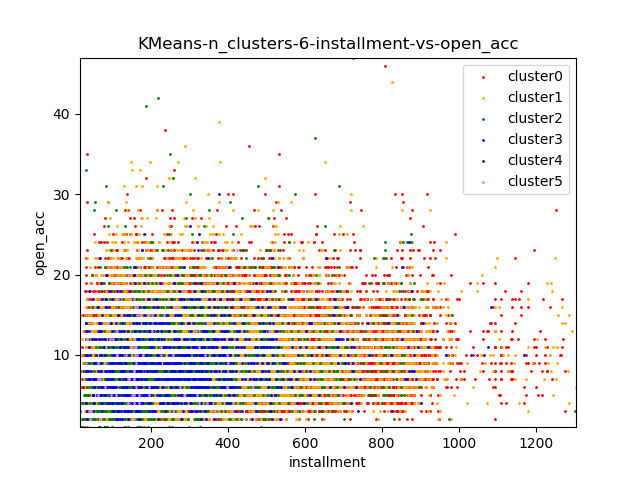 KMeans-n_clusters-6-installment-vs-open_acc
cluster0
cluster1
cluster2
cluster3
cluster4
cluster5
40
30
20
10
open_acc
200 400 600 800 1000 1200
installment